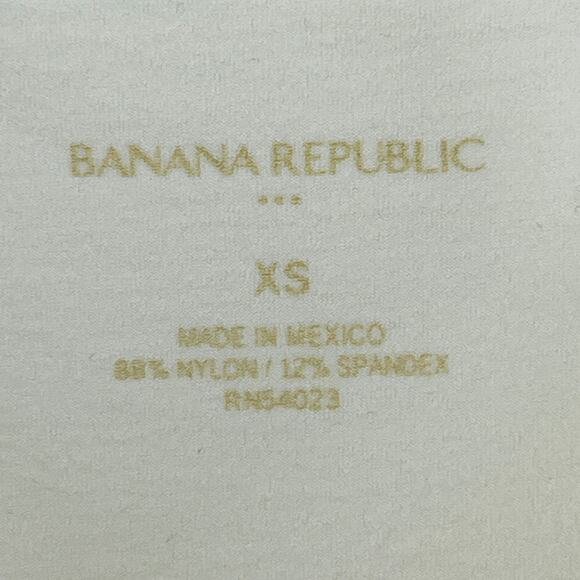 BANANA REPUBLIC
XS
MADE IN MEXICO
88% NYLON / 12% SPANDEX
RN54023